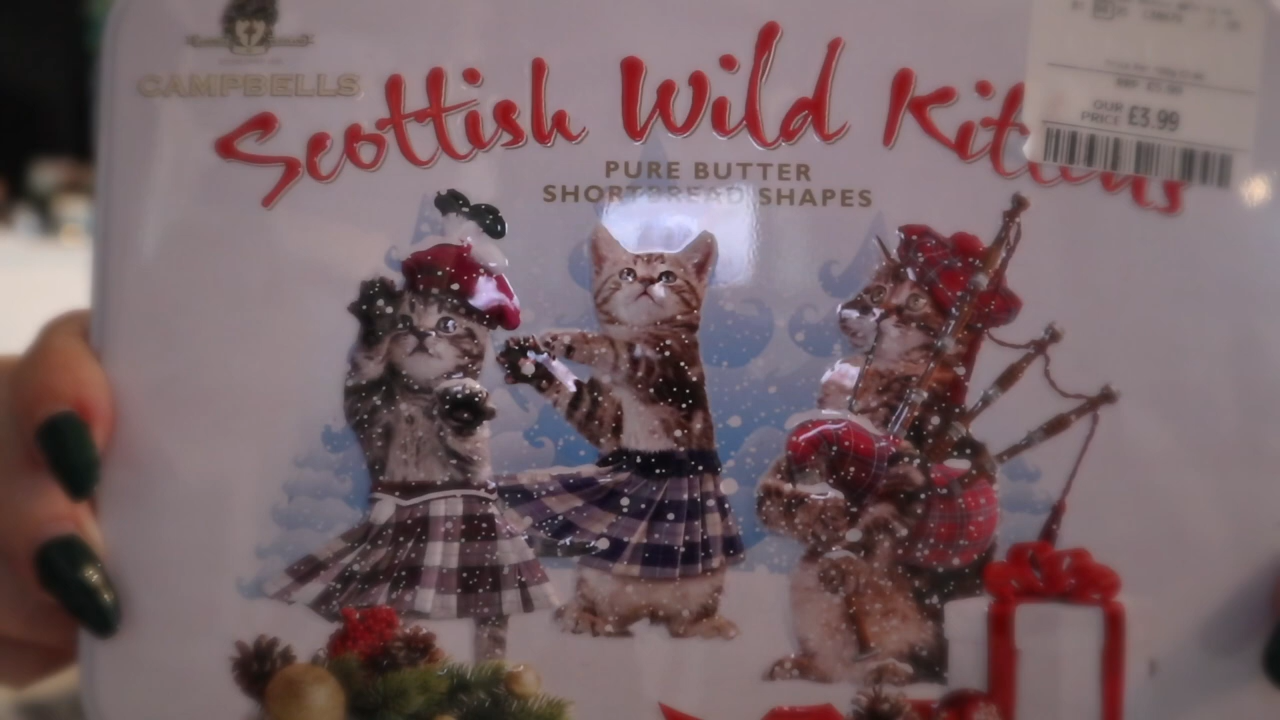 CAMPBELLS
Scottish Wild Kittens
PURE BUTTER
SHORTBREAD SHAPES
OUR
PRICE £3.99